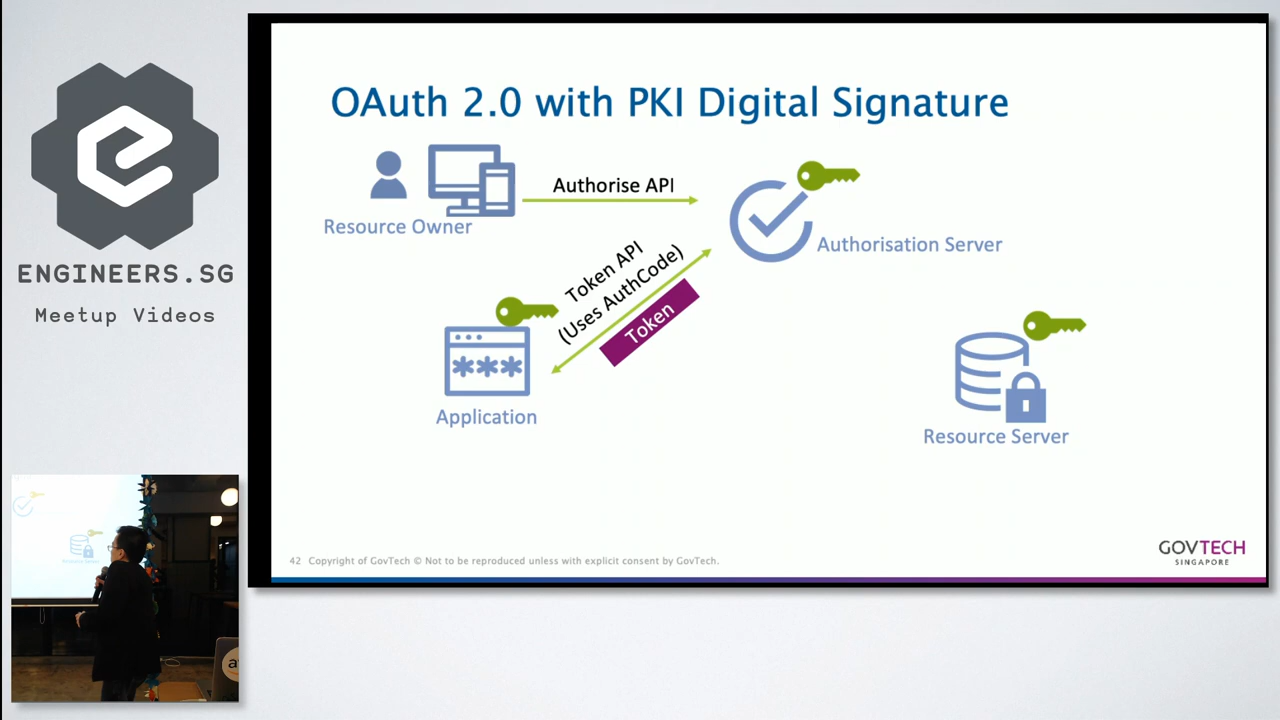 ENGINEERS.SG
Meetup Videos
OAuth 2.0 with PKI Digital Signature
Resource Owner
Authorise API
Authorisation Server
Token API
(Uses AuthCode)
Token
***
Application
Resource Server
42 Copyright of GovTech © Not to be reproduced unless with explicit consent by GovTech.
GOVTECH
SINGAPORE